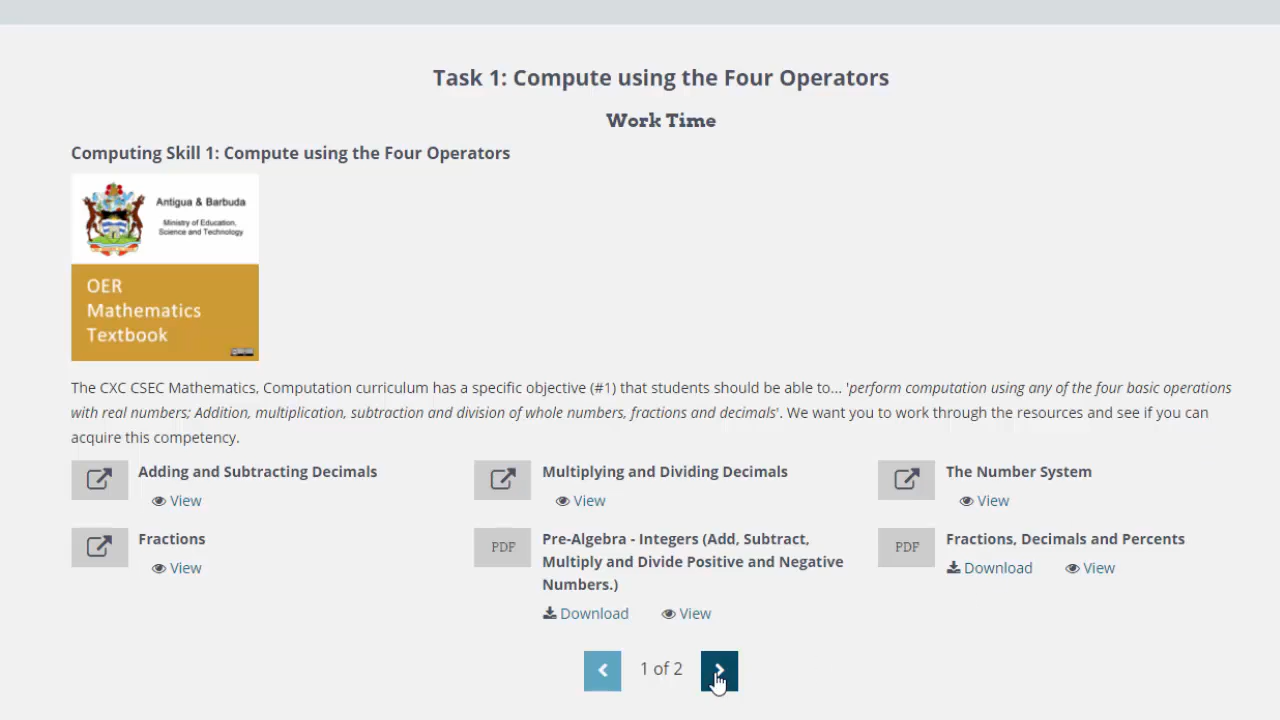 Task 1: Compute using the Four Operators
Work Time
Computing Skill 1: Compute using the Four Operators
Antigua & Barbuda
Ministry of Education,
Science and Technology
OER
Mathematics
Textbook
The CXC CSEC Mathematics, Computation curriculum has a specific objective (#1) that students should be able to... 'perform computation using any of the four basic operations
with real numbers; Addition, multiplication, subtraction and division of whole numbers, fractions and decimals'. We want you to work through the resources and see if you can
acquire this competency.
Adding and Subtracting Decimals
View
Multiplying and Dividing Decimals
View
The Number System
View
Fractions
View
PDF
Pre-Algebra - Integers (Add, Subtract,
Multiply and Divide Positive and Negative
Numbers.)
Download View
PDF
Fractions, Decimals and Percents
Download View
1 of 2